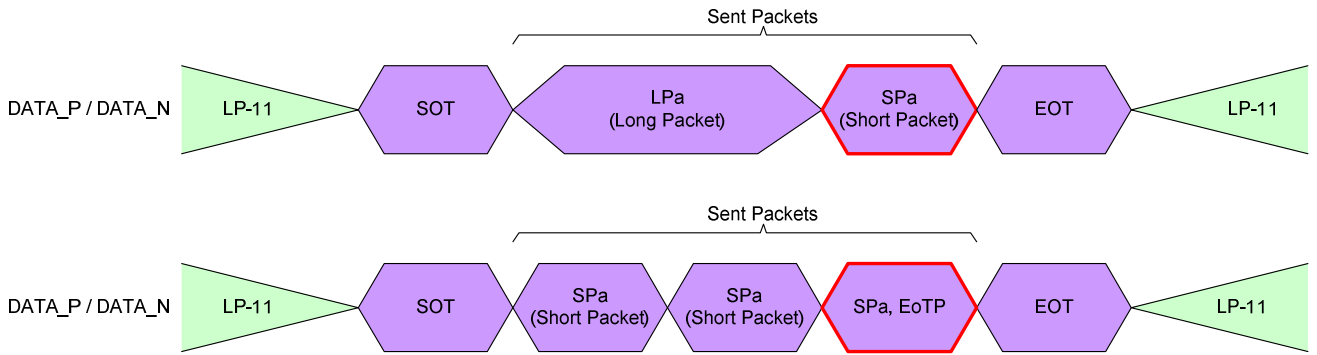 Sent Packets
DATA_P / DATA_N
LP-11
SOT
LPa
(Long Packet)
SPa
(Short Packet)
EOT
LP-11
Sent Packets
DATA_P / DATA_N
LP-11
SOT
SPa
(Short Packet)
SPa
(Short Packet)
SPa, EoTP
EOT
LP-11